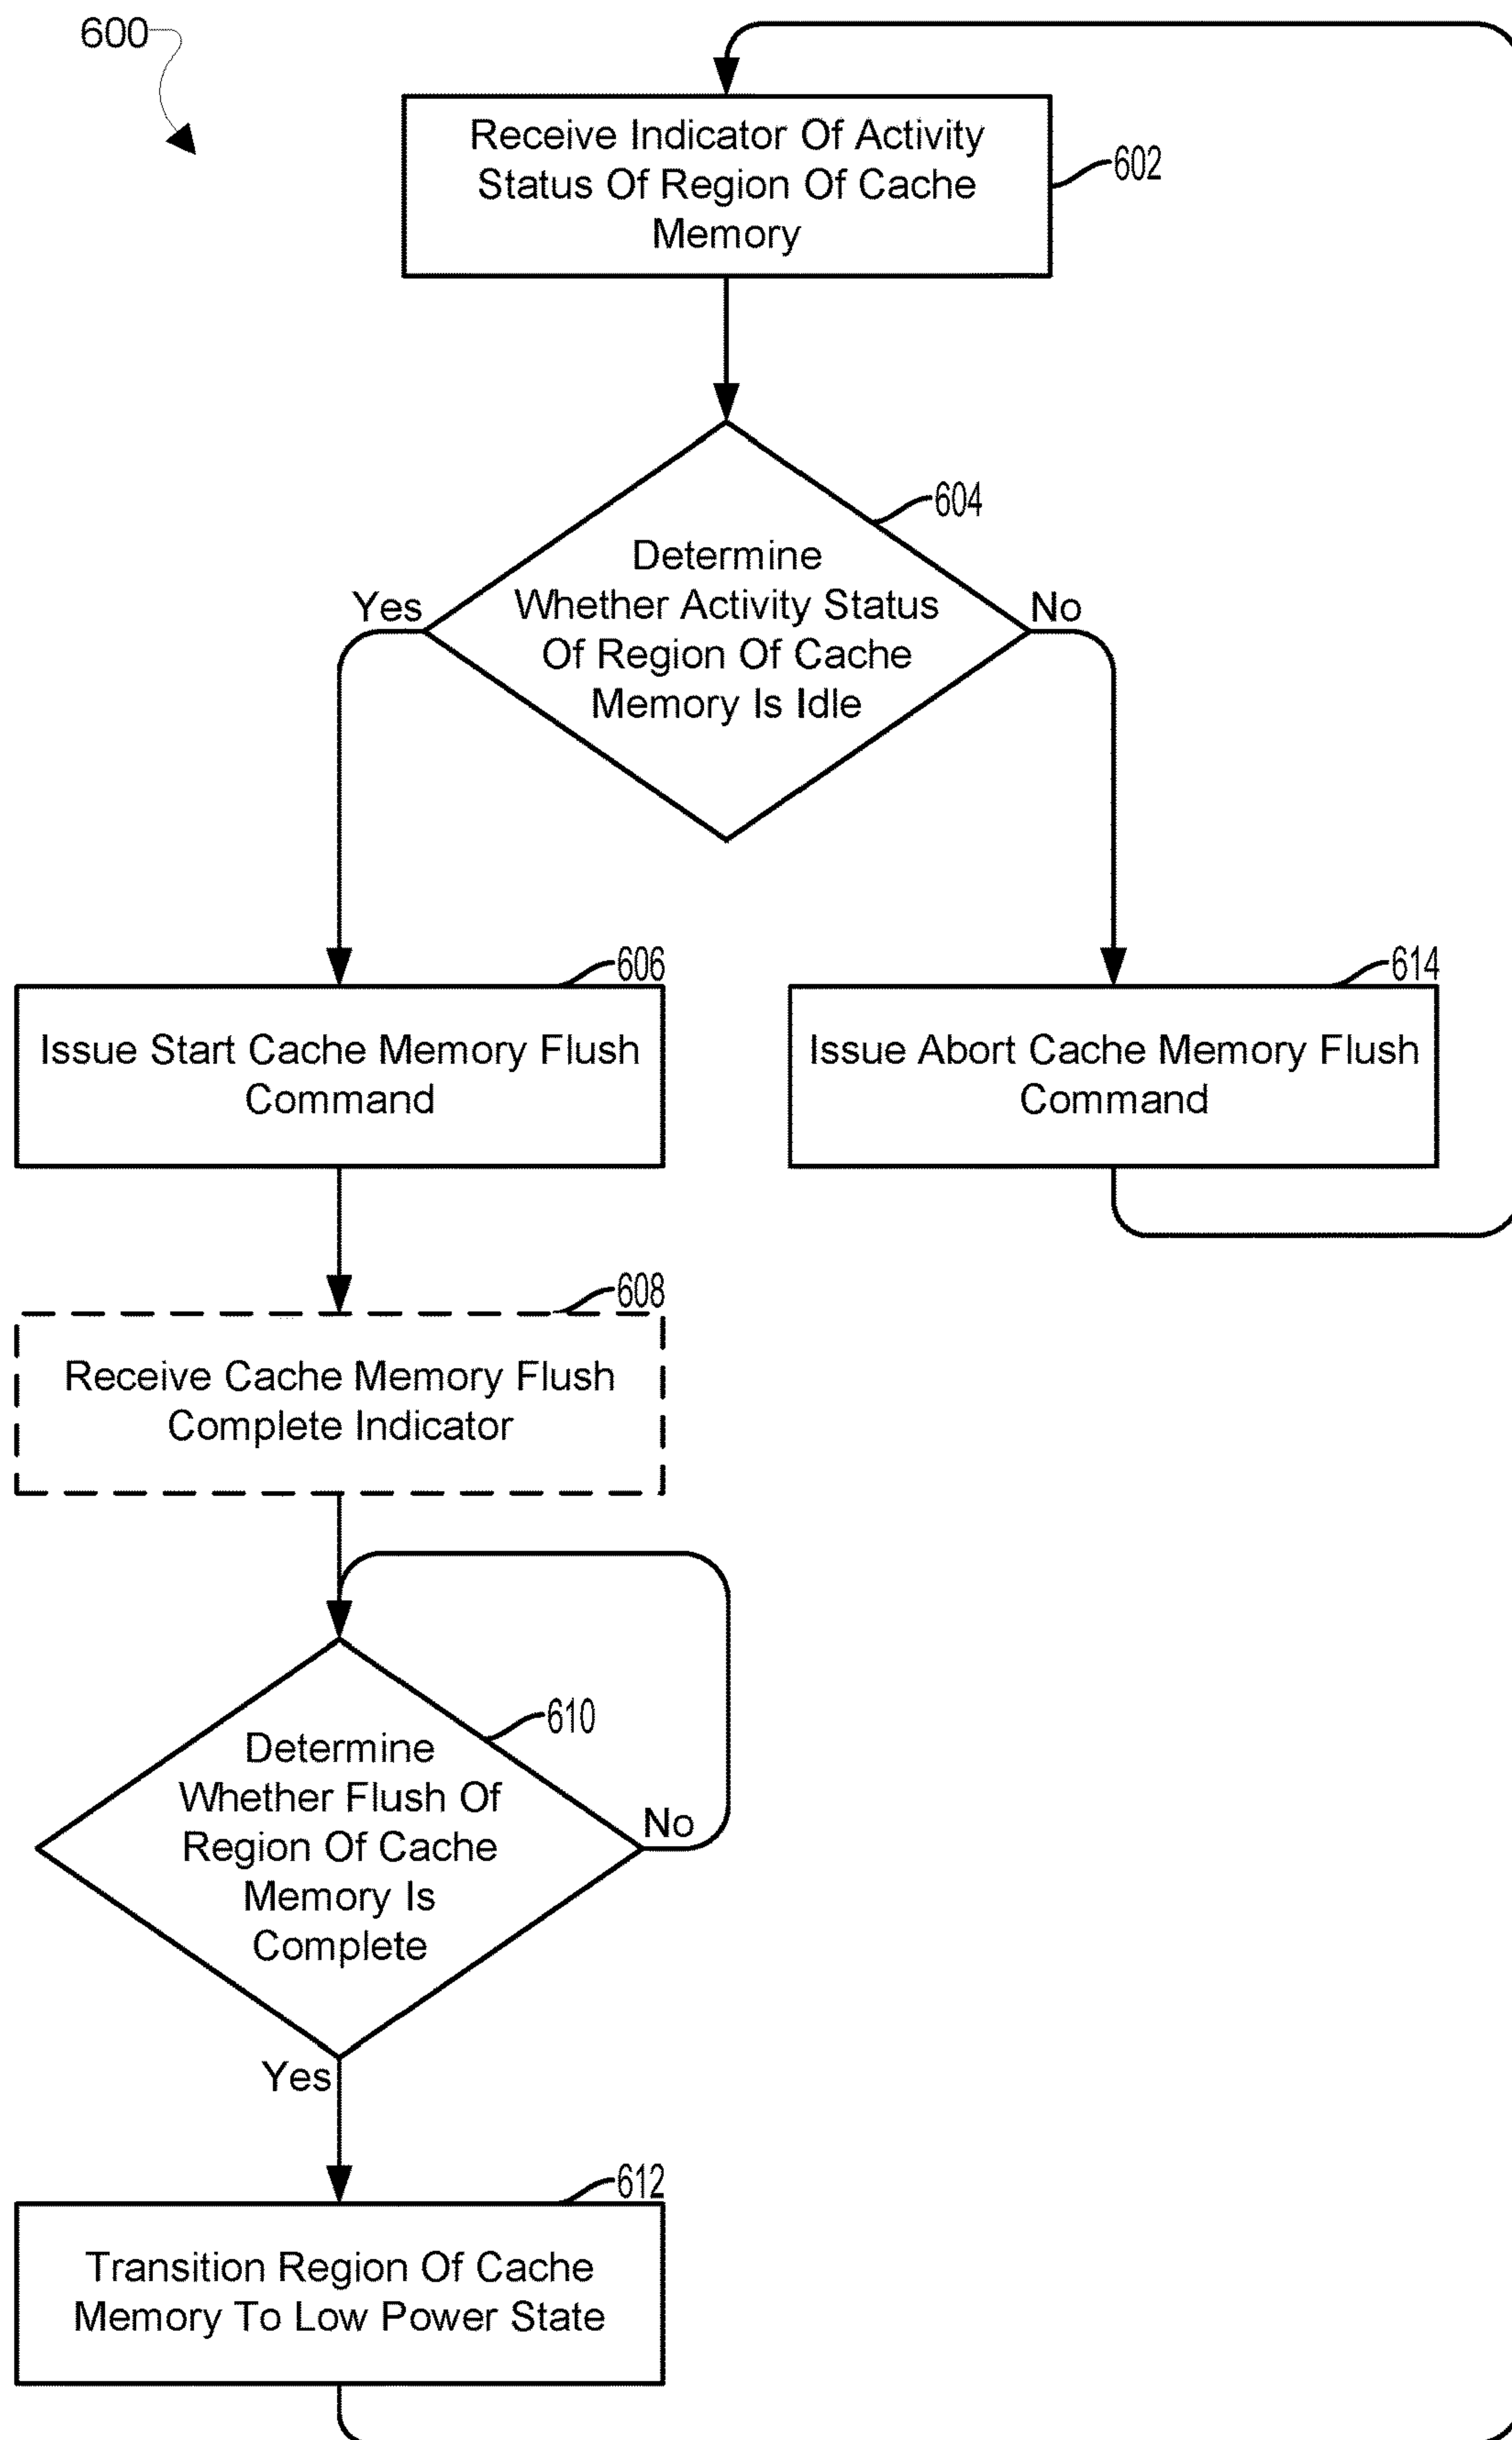 600
Receive Indicator Of Activity
Status Of Region Of Cache
Memory
602
604
Determine
Whether Activity Status
Of Region Of Cache
Memory Is Idle
Yes
No
606
Issue Start Cache Memory Flush
Command
614
Issue Abort Cache Memory Flush
Command
608
Receive Cache Memory Flush
Complete Indicator
610
Determine
Whether Flush Of
Region Of Cache
Memory Is
Complete
No
Yes
612
Transition Region Of Cache
Memory To Low Power State